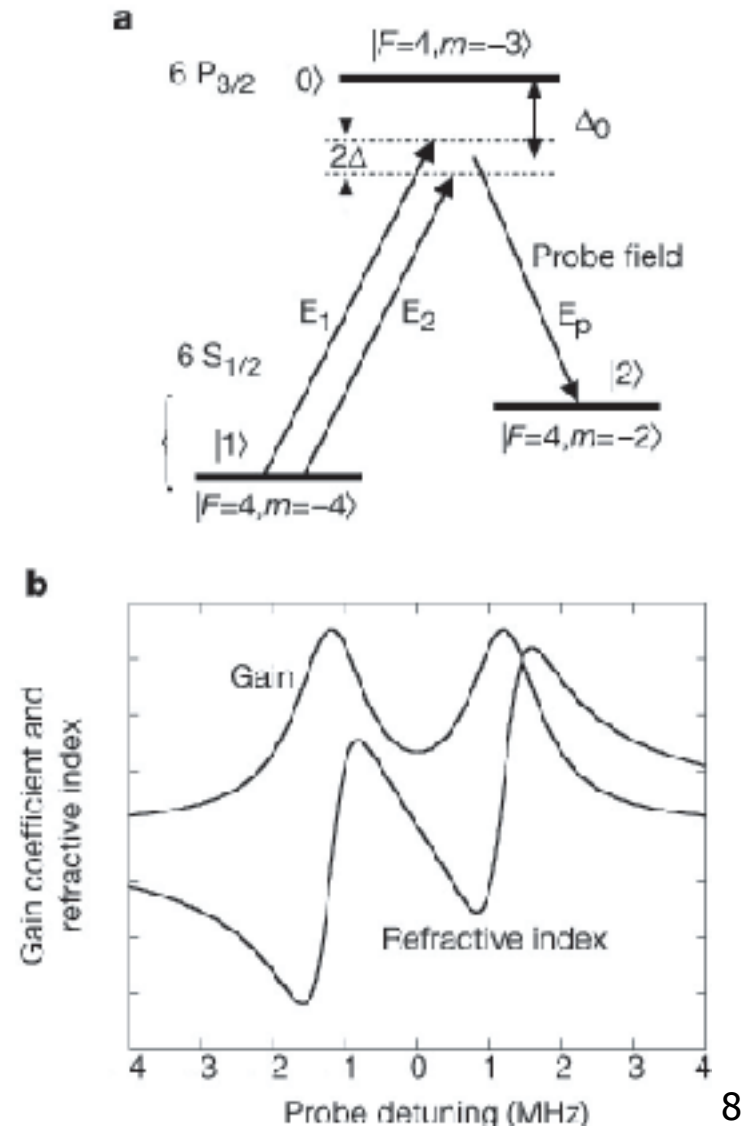 a
|F=4,m=−3⟩
6 P3/2 0⟩
Δ0
2Δ
Probe field
E1 E2 Ep
6 S1/2
|2⟩
|F=4,m=−2⟩
|1⟩
|F=4,m=−4⟩
b
Gain coefficient and
refractive index
Gain
Refractive index
4 3 2 1 0 1 2 3 4
Probe detuning (MHz)
8